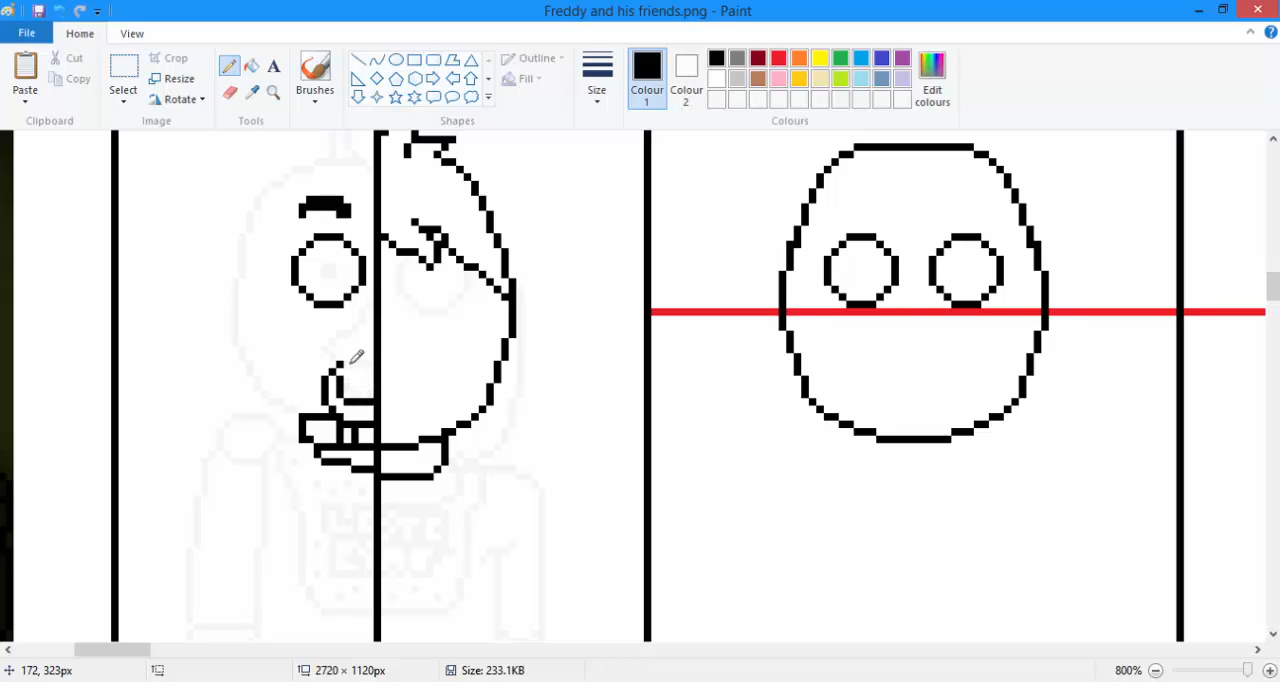 Freddy and his friends.png - Paint
File Home View
Paste
Cut
Copy
Clipboard
Select
Crop
Resize
Rotate
Image
A
Tools
Brushes
Outline
Fill
Shapes
Size
Colour 1
Colour 2
Edit colours
Colours
172, 323px
2720 × 1120px
Size: 233.1KB
800%